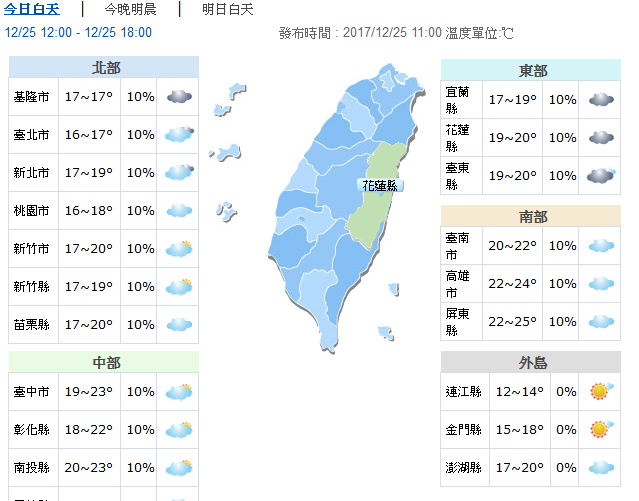 今日白天 | 今晚明晨 | 明日白天
12/25 12:00 - 12/25 18:00 發布時間 : 2017/12/25 11:00 溫度單位:℃
北部
基隆市 17~17° 10%
臺北市 16~17° 10%
新北市 17~19° 10%
桃園市 16~18° 10%
新竹市 17~20° 10%
新竹縣 17~19° 10%
苗栗縣 17~20° 10%
中部
臺中市 19~23° 10%
彰化縣 18~22° 10%
南投縣 20~23° 10%
花蓮縣
東部
宜蘭
縣 17~19° 10%
花蓮
縣 19~20° 10%
臺東
縣 19~20° 10%
南部
臺南
市 20~22° 10%
高雄
市 22~24° 10%
屏東
縣 22~25° 10%
外島
連江縣 12~14° 0%
金門縣 15~18° 0%
澎湖縣 17~20° 0%